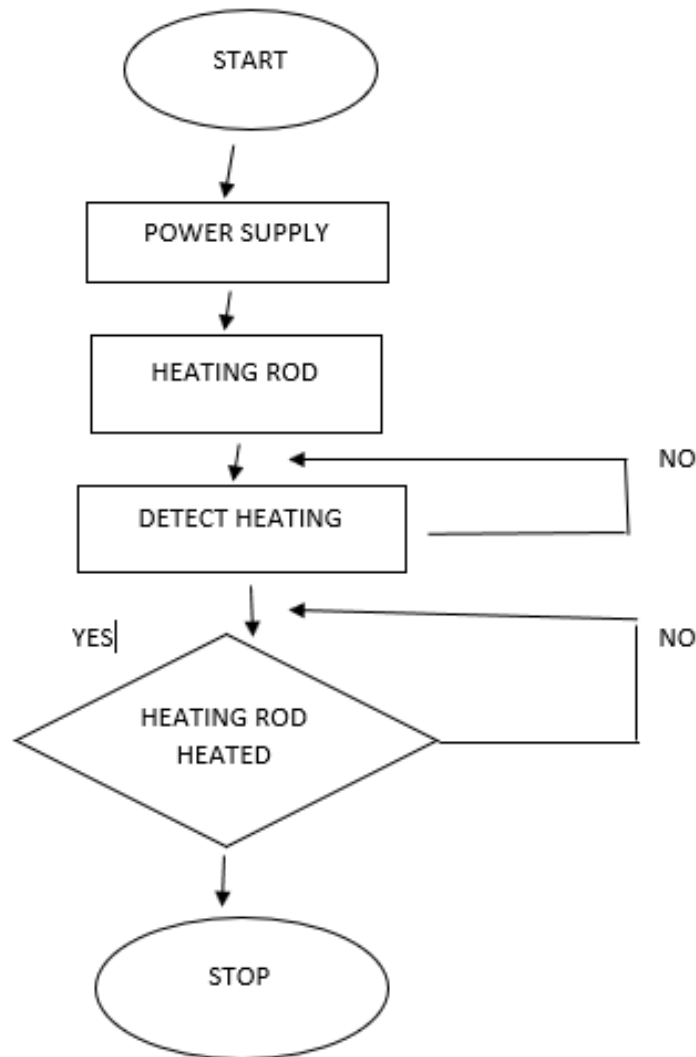 START
POWER SUPPLY
HEATING ROD
NO
DETECT HEATING
YES
NO
HEATING ROD
HEATED
STOP